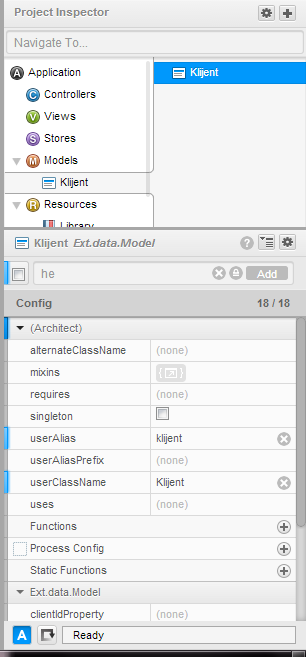 Project Inspector
Navigate To...
A Application
C Controllers
V Views
S Stores
M Models
Klijent
R Resources
Library
Klijent
Klijent Ext.data.Model
?
he
Add
Config 18 / 18
(Architect)
alternateClassName (none)
mixins
requires (none)
singleton
userAlias klijent
userAliasPrefix (none)
userClassName Klijent
uses (none)
Functions
Process Config
Static Functions
Ext.data.Model
clientIdProperty (none)
A Ready